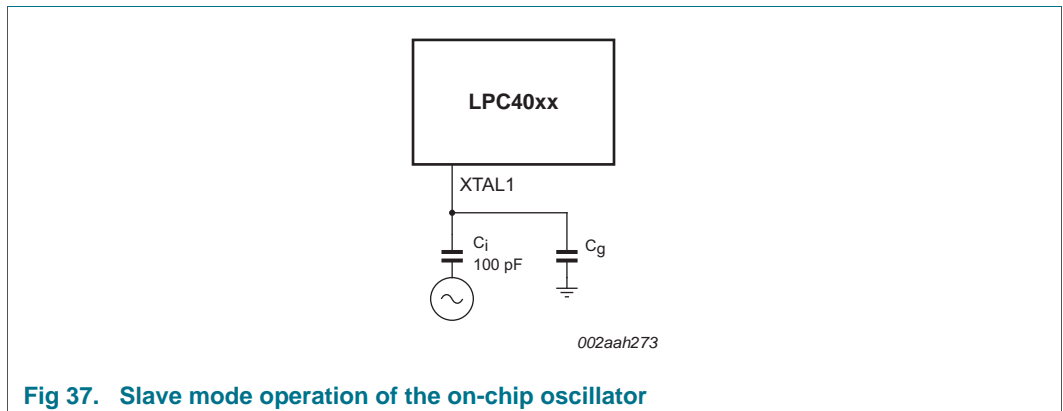 LPC40xx
XTAL1
Ci
100 pF
Cg
002aah273
Fig 37. Slave mode operation of the on-chip oscillator